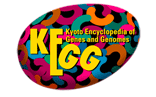 KEGG
Kyoto Encyclopedia of
Genes and Genomes